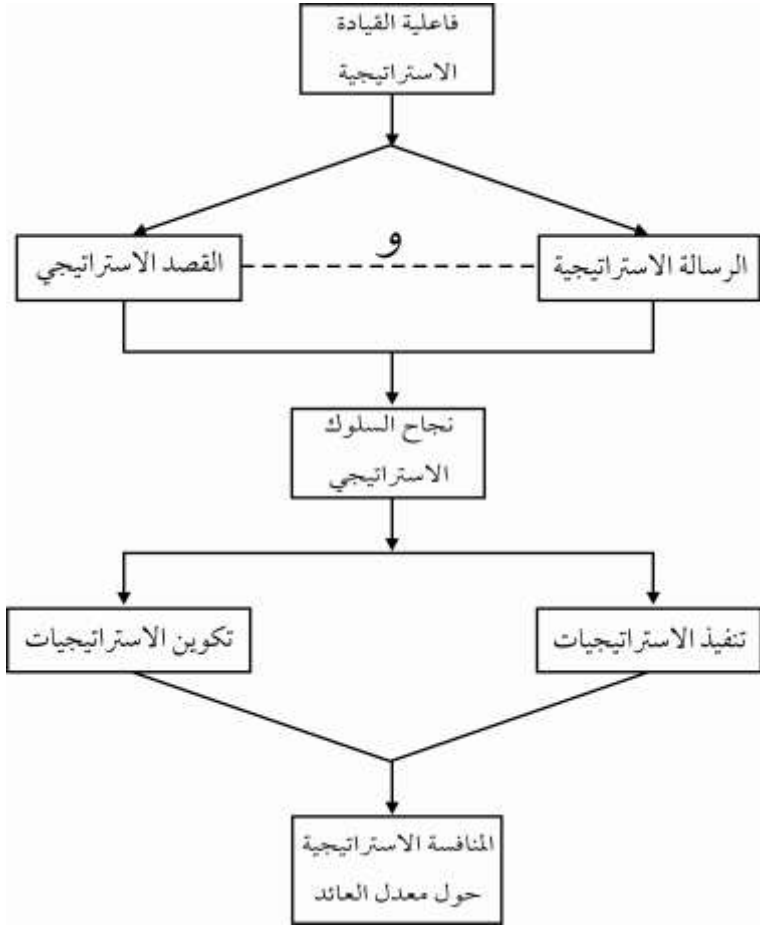 فاعلية القيادة
الاستراتيجية
الرسالة الاستراتيجية
و
القصد الاستراتيجي
نجاح السلوك
الاستراتيجي
تنفيذ الاستراتيجيات
تكوين الاستراتيجيات
المنافسة الاستراتيجية
حول معدل العائد